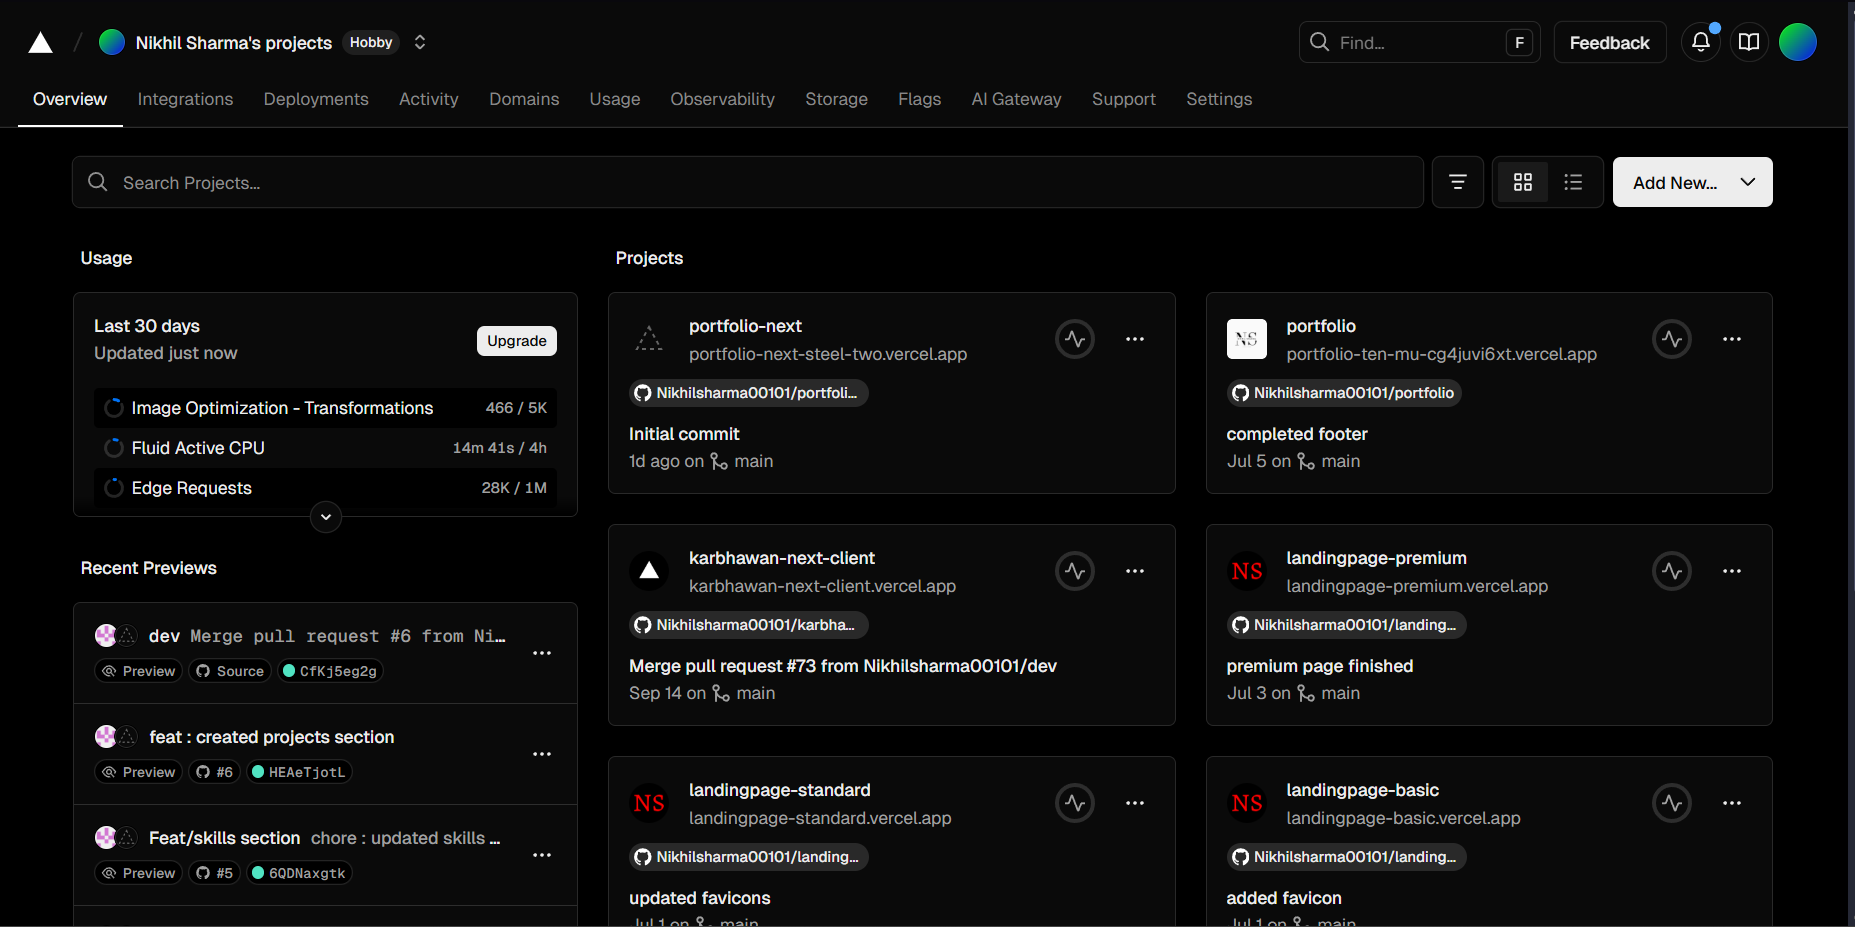 Nikhil Sharma's projects Hobby
Find... F Feedback
Overview Integrations Deployments Activity Domains Usage Observability Storage Flags AI Gateway Support Settings
Search Projects...
Add New...
Usage
Last 30 days
Updated just now
Upgrade
Image Optimization - Transformations 466 / 5K
Fluid Active CPU 14m 41s / 4h
Edge Requests 28K / 1M
Recent Previews
dev Merge pull request #6 from Ni...
Preview Source CfKj5eg2g
feat : created projects section
Preview #6 HEAeTjotL
Feat/skills section chore : updated skills ...
Preview #5 6QDNaxgtk
Projects
portfolio-next
portfolio-next-steel-two.vercel.app
Nikhilsharma00101/portfoli...
Initial commit
1d ago on main
NS
portfolio
portfolio-ten-mu-cg4juvi6xt.vercel.app
Nikhilsharma00101/portfolio
completed footer
Jul 5 on main
karbhawan-next-client
karbhawan-next-client.vercel.app
Nikhilsharma00101/karbha...
Merge pull request #73 from Nikhilsharma00101/dev
Sep 14 on main
NS
landingpage-premium
landingpage-premium.vercel.app
Nikhilsharma00101/landing...
premium page finished
Jul 3 on main
NS
landingpage-standard
landingpage-standard.vercel.app
Nikhilsharma00101/landing...
updated favicons
Jul 1 on main
NS
landingpage-basic
landingpage-basic.vercel.app
Nikhilsharma00101/landing...
added favicon
Jul 1 on main